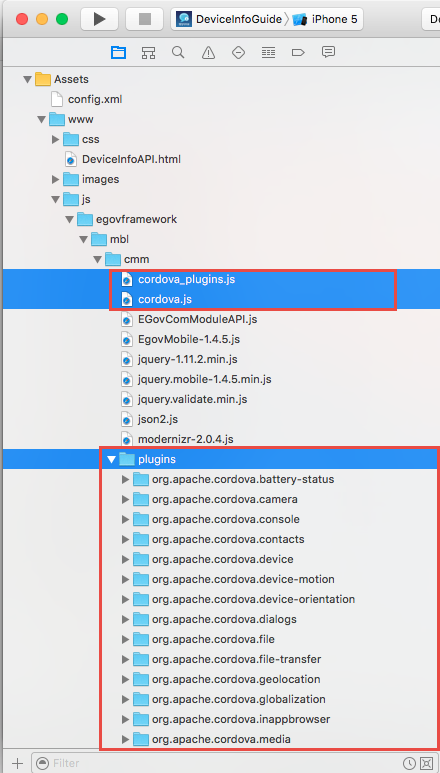 DeviceInfoGuide iPhone 5 De
Assets
config.xml
www
css
DeviceInfoAPI.html
images
js
egovframework
mbl
cmm
cordova_plugins.js
cordova.js
EGovComModuleAPI.js
EgovMobile-1.4.5.js
jquery-1.11.2.min.js
jquery.mobile-1.4.5.min.js
jquery.validate.min.js
json2.js
modernizr-2.0.4.js
plugins
org.apache.cordova.battery-status
org.apache.cordova.camera
org.apache.cordova.console
org.apache.cordova.contacts
org.apache.cordova.device
org.apache.cordova.device-motion
org.apache.cordova.device-orientation
org.apache.cordova.dialogs
org.apache.cordova.file
org.apache.cordova.file-transfer
org.apache.cordova.geolocation
org.apache.cordova.globalization
org.apache.cordova.inappbrowser
org.apache.cordova.media
Filter